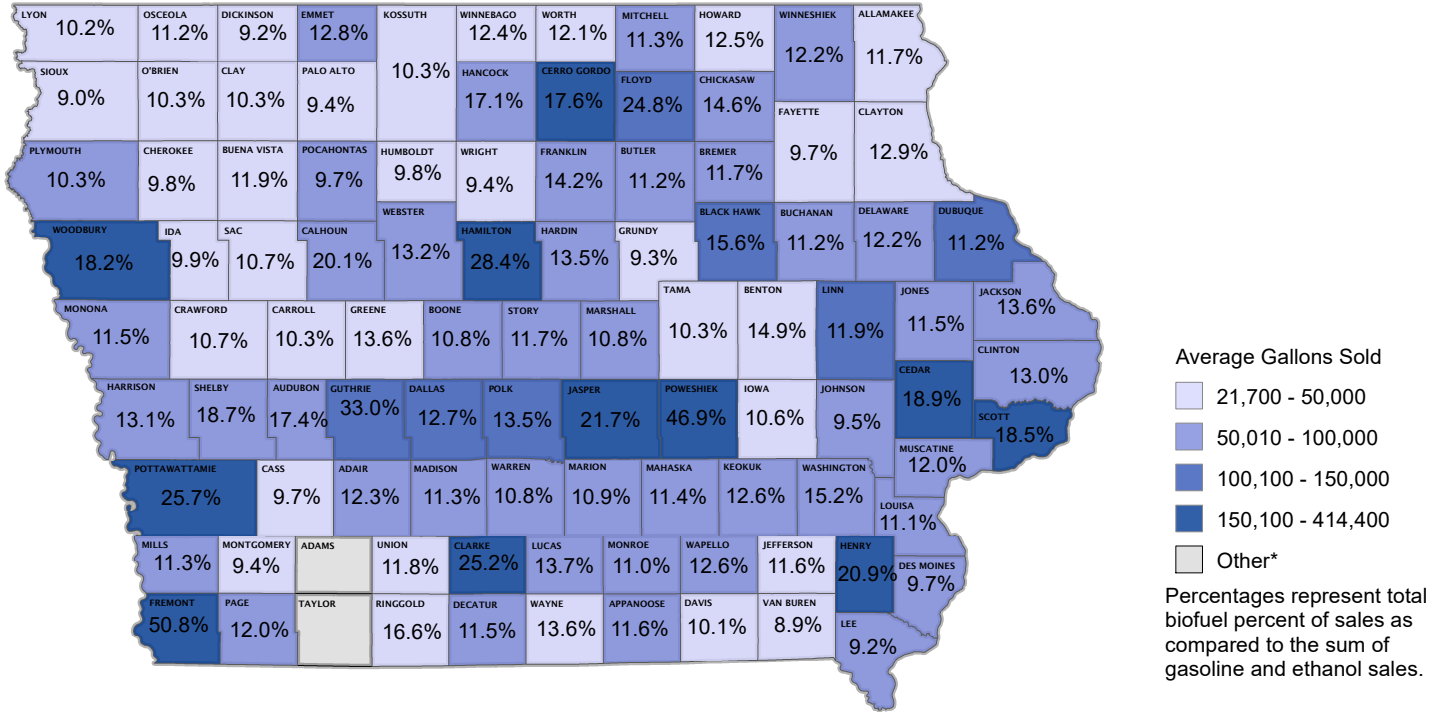 LYON
10.2%
OSCEOLA
11.2%
DICKINSON
9.2%
EMMET
12.8%
KOSSUTH
10.3%
WINNEBAGO
12.4%
WORTH
12.1%
MITCHELL
11.3%
HOWARD
12.5%
WINNESHIEK
12.2%
ALLAMAKEE
11.7%
SIOUX
9.0%
O'BRIEN
10.3%
CLAY
10.3%
PALO ALTO
9.4%
HANCOCK
17.1%
CERRO GORDO
17.6%
FLOYD
24.8%
CHICKASAW
14.6%
FAYETTE
9.7%
CLAYTON
12.9%
PLYMOUTH
10.3%
CHEROKEE
9.8%
BUENA VISTA
11.9%
POCAHONTAS
9.7%
HUMBOLDT
9.8%
WRIGHT
9.4%
FRANKLIN
14.2%
BUTLER
11.2%
BREMER
11.7%
WOODBURY
18.2%
IDA
9.9%
SAC
10.7%
CALHOUN
20.1%
WEBSTER
13.2%
HAMILTON
28.4%
HARDIN
13.5%
GRUNDY
9.3%
BLACK HAWK
15.6%
BUCHANAN
11.2%
DELAWARE
12.2%
DUBUQUE
11.2%
MONONA
11.5%
CRAWFORD
10.7%
CARROLL
10.3%
GREENE
13.6%
BOONE
10.8%
STORY
11.7%
MARSHALL
10.8%
TAMA
10.3%
BENTON
14.9%
LINN
11.9%
JONES
11.5%
JACKSON
13.6%
CLINTON
13.0%
HARRISON
13.1%
SHELBY
18.7%
AUDUBON
17.4%
GUTHRIE
33.0%
DALLAS
12.7%
POLK
13.5%
JASPER
21.7%
POWESHIEK
46.9%
IOWA
10.6%
JOHNSON
9.5%
CEDAR
18.9%
SCOTT
18.5%
MUSCATINE
12.0%
POTTAWATTAMIE
25.7%
CASS
9.7%
ADAIR
12.3%
MADISON
11.3%
WARREN
10.8%
MARION
10.9%
MAHASKA
11.4%
KEOKUK
12.6%
WASHINGTON
15.2%
LOUISA
11.1%
MILLS
11.3%
MONTGOMERY
9.4%
ADAMS
UNION
11.8%
CLARKE
25.2%
LUCAS
13.7%
MONROE
11.0%
WAPELLO
12.6%
JEFFERSON
11.6%
HENRY
20.9%
DES MOINES
9.7%
FREMONT
50.8%
PAGE
12.0%
TAYLOR
RINGGOLD
16.6%
DECATUR
11.5%
WAYNE
13.6%
APPANOOSE
11.6%
DAVIS
10.1%
VAN BUREN
8.9%
LEE
9.2%
Average Gallons Sold
21,700 - 50,000
50,010 - 100,000
100,100 - 150,000
150,100 - 414,400
Other*
Percentages represent total
biofuel percent of sales as
compared to the sum of
gasoline and ethanol sales.